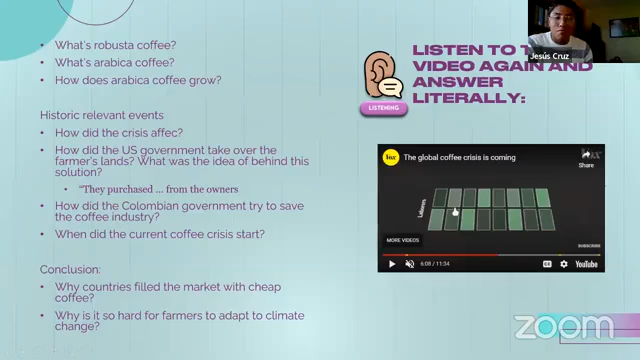 • What's robusta coffee?
• What's arabica coffee?
• How does arabica coffee grow?
Historic relevant events
• How did the crisis affec?
• How did the US government take over the
farmer's lands? What was the idea of behind this
solution?
• "They purchased ... from the owners
• How did the Colombian government try to save
the coffee industry?
• When did the current coffee crisis start?
Conclusion:
• Why countries filled the market with cheap
coffee?
• Why is it so hard for farmers to adapt to climate
change?
LISTEN TO
VIDEO AGAIN AND
ANSWER
LITERALLY:
LISTENING
Jesús Cruz
Vox
The global coffee crisis is coming
Share
MORE VIDEOS
SUBSCRIBE
6:08 / 11:34
CC
YouTube
zoom